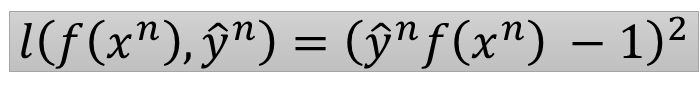 l(f(xⁿ), ŷⁿ) = (ŷⁿf(xⁿ) − 1)²